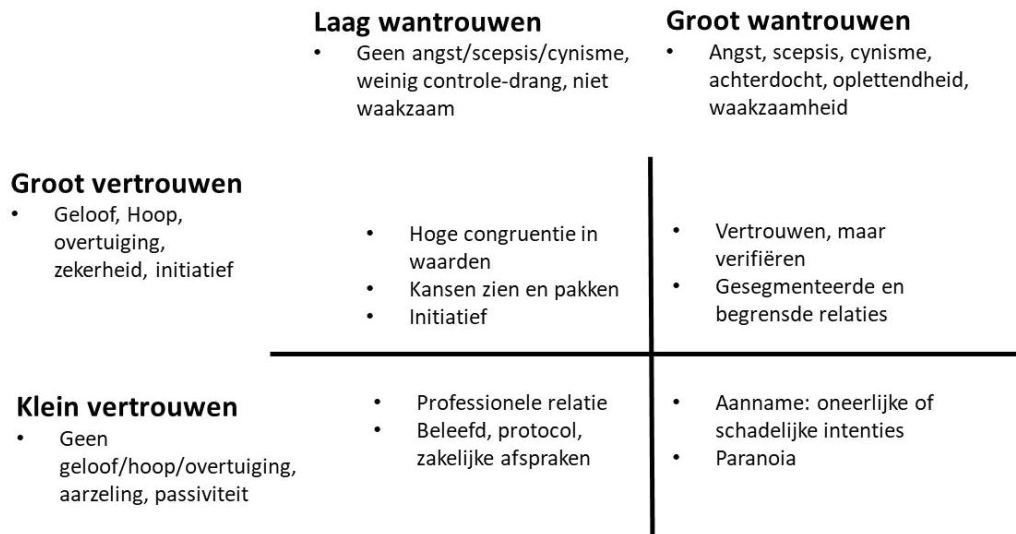 Laag wantrouwen
• Geen angst/scepsis/cynisme,
weinig controle-drang, niet
waakzaam
Groot wantrouwen
• Angst, scepsis, cynisme,
achterdocht, oplettendheid,
waakzaamheid
Groot vertrouwen
• Geloof, Hoop,
overtuiging,
zekerheid, initiatief
• Hoge congruentie in
waarden
• Kansen zien en pakken
• Initiatief
• Vertrouwen, maar
verifiëren
• Gesegmenteerde en
begrensde relaties
Klein vertrouwen
• Geen
geloof/hoop/overtuiging,
aarzeling, passiviteit
• Professionele relatie
• Beleefd, protocol,
zakelijke afspraken
• Aanname: oneerlijke of
schadelijke intenties
• Paranoia